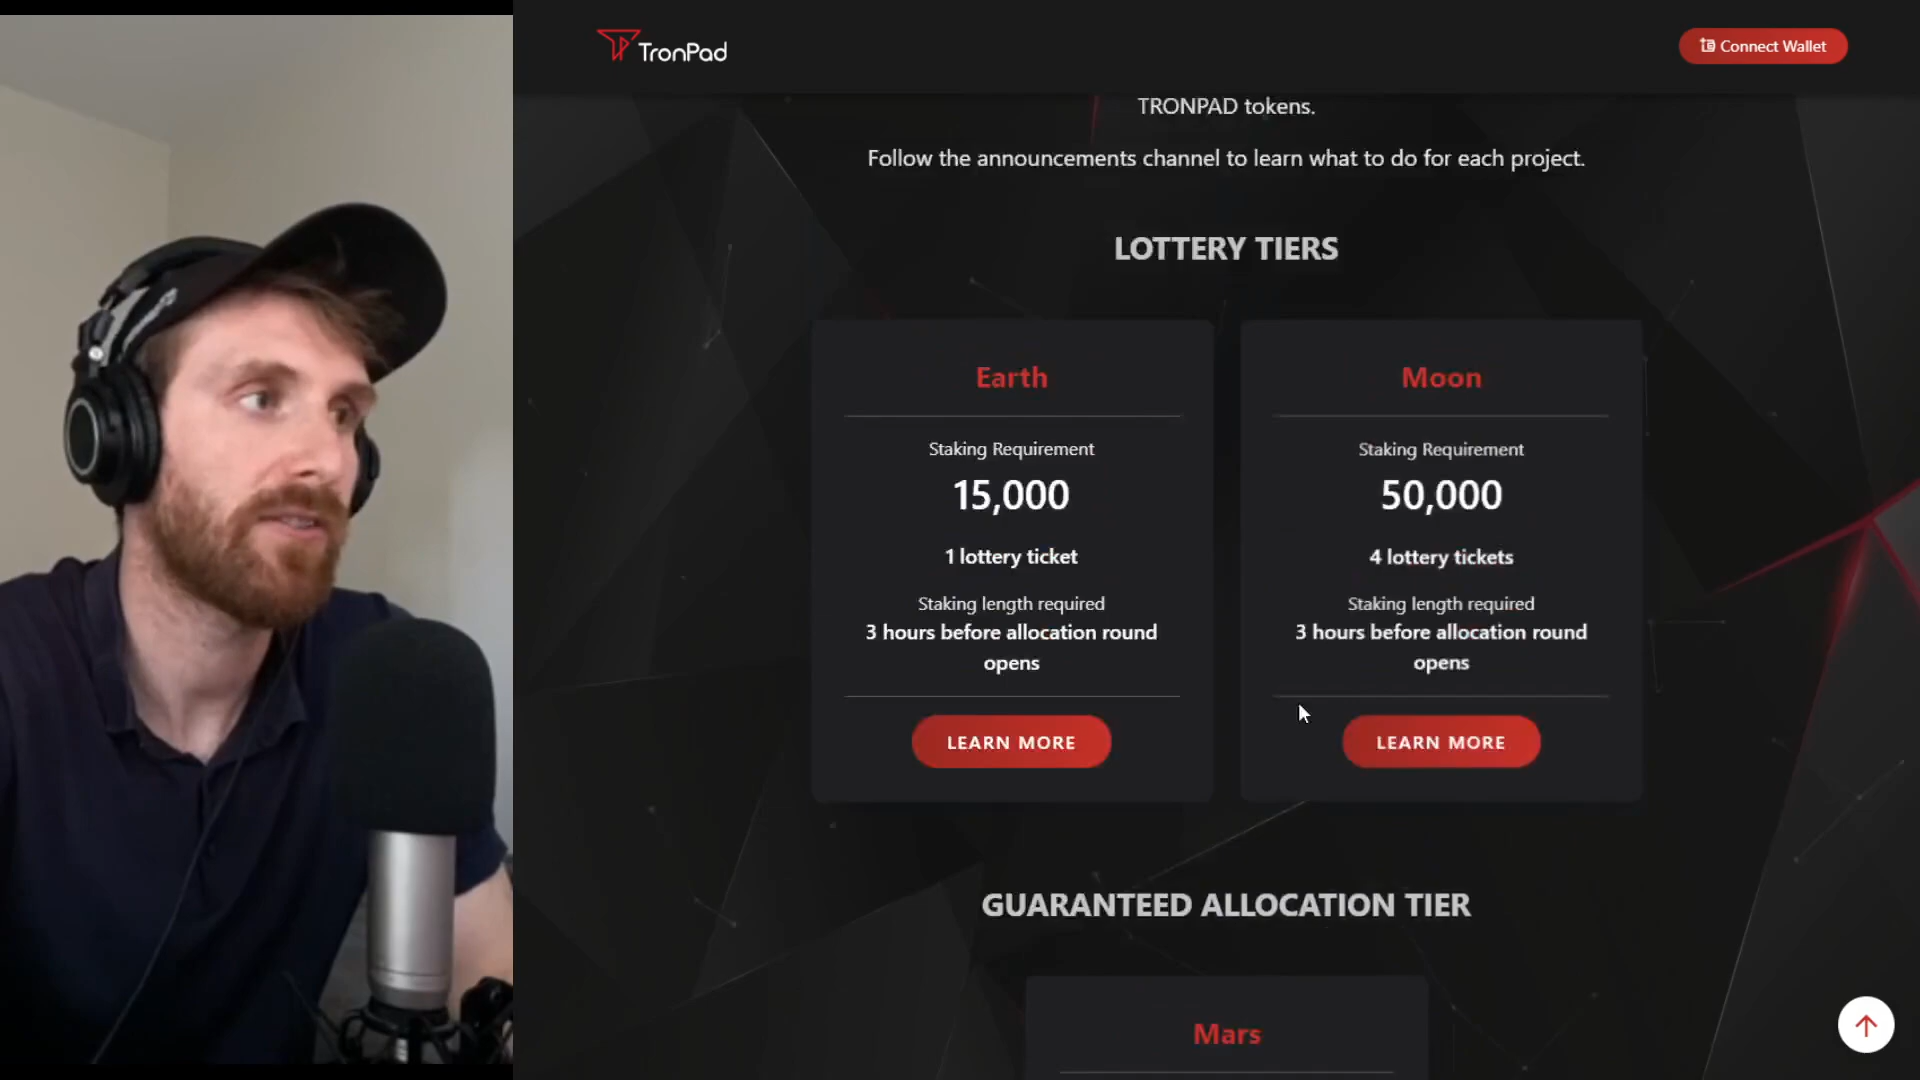 TronPad
Connect Wallet
TRONPAD tokens.
Follow the announcements channel to learn what to do for each project.
LOTTERY TIERS
Earth
Staking Requirement
15,000
1 lottery ticket
Staking length required
3 hours before allocation round
opens
LEARN MORE
Moon
Staking Requirement
50,000
4 lottery tickets
Staking length required
3 hours before allocation round
opens
LEARN MORE
GUARANTEED ALLOCATION TIER
Mars